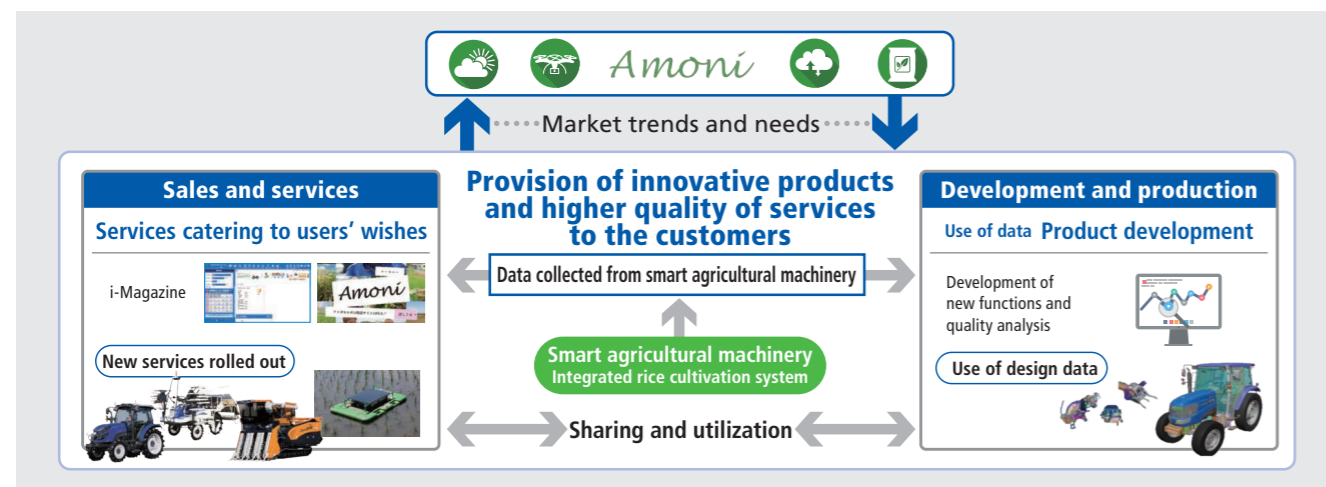 Amoni
Market trends and needs
Sales and services
Services catering to users' wishes
i-Magazine
Amoni
New services rolled out
Provision of innovative products
and higher quality of services
to the customers
Data collected from smart agricultural machinery
Smart agricultural machinery
Integrated rice cultivation system
Sharing and utilization
Development and production
Use of data Product development
Development of
new functions and
quality analysis
Use of design data